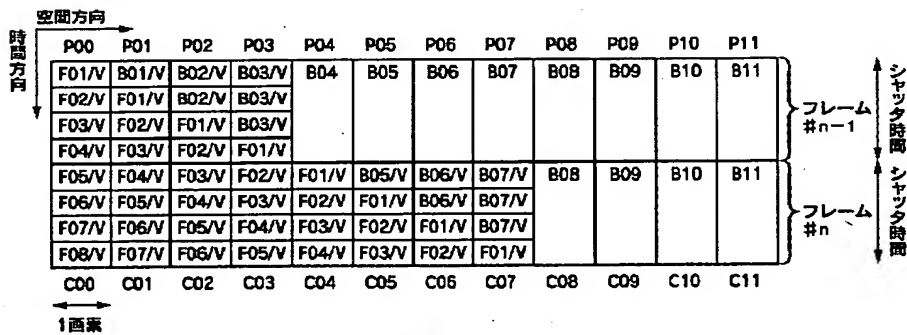 空間方向
時間方向
P00 P01 P02 P03 P04 P05 P06 P07 P08 P09 P10 P11
F01/V B01/V B02/V B03/V B04 B05 B06 B07 B08 B09 B10 B11
F02/V F01/V B02/V B03/V
F03/V F02/V F01/V B03/V
F04/V F03/V F02/V F01/V
フレーム
#n-1
シャッタ時間
F05/V F04/V F03/V F02/V F01/V B05/V B06/V B07/V B08 B09 B10 B11
F06/V F05/V F04/V F03/V F02/V F01/V B06/V B07/V
F07/V F06/V F05/V F04/V F03/V F02/V F01/V B07/V
F08/V F07/V F06/V F05/V F04/V F03/V F02/V F01/V
フレーム
#n
シャッタ時間
C00 C01 C02 C03 C04 C05 C06 C07 C08 C09 C10 C11
1画素